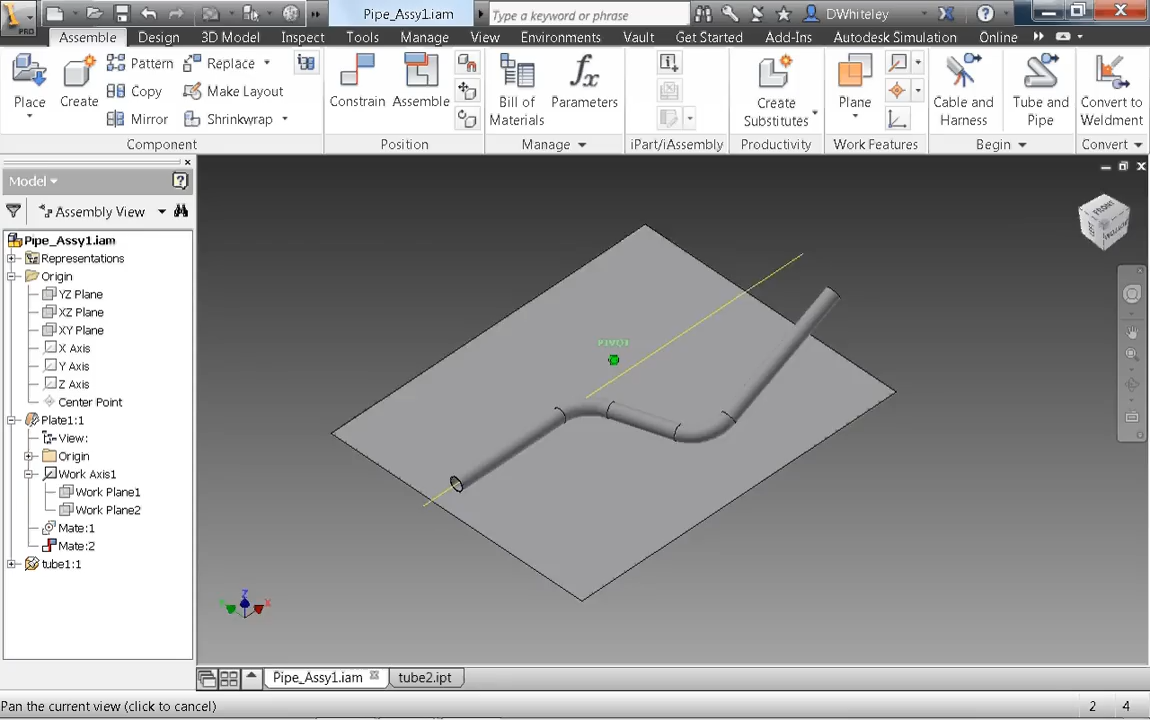 Pipe_Assy1.iam
Type a keyword or phrase
DWhiteley
PRO
Assemble Design 3D Model Inspect Tools Manage View Environments Vault Get Started Add-Ins Autodesk Simulation Online
Place
Create
Pattern
Copy
Mirror
Replace
Make Layout
Shrinkwrap
Constrain
Assemble
Bill of
Materials
Parameters
Create
Substitutes
Plane
Cable and
Harness
Tube and
Pipe
Convert to
Weldment
Component Position Manage iPart/iAssembly Productivity Work Features Begin Convert
Model
Assembly View
Pipe_Assy1.iam
Representations
Origin
YZ Plane
XZ Plane
XY Plane
X Axis
Y Axis
Z Axis
Center Point
Plate1:1
View:
Origin
Work Axis1
Work Plane1
Work Plane2
Mate:1
Mate:2
tube1:1
PIVOT
FRONT
Z
X
Pipe_Assy1.iam tube2.ipt
Pan the current view (click to cancel) 2 4